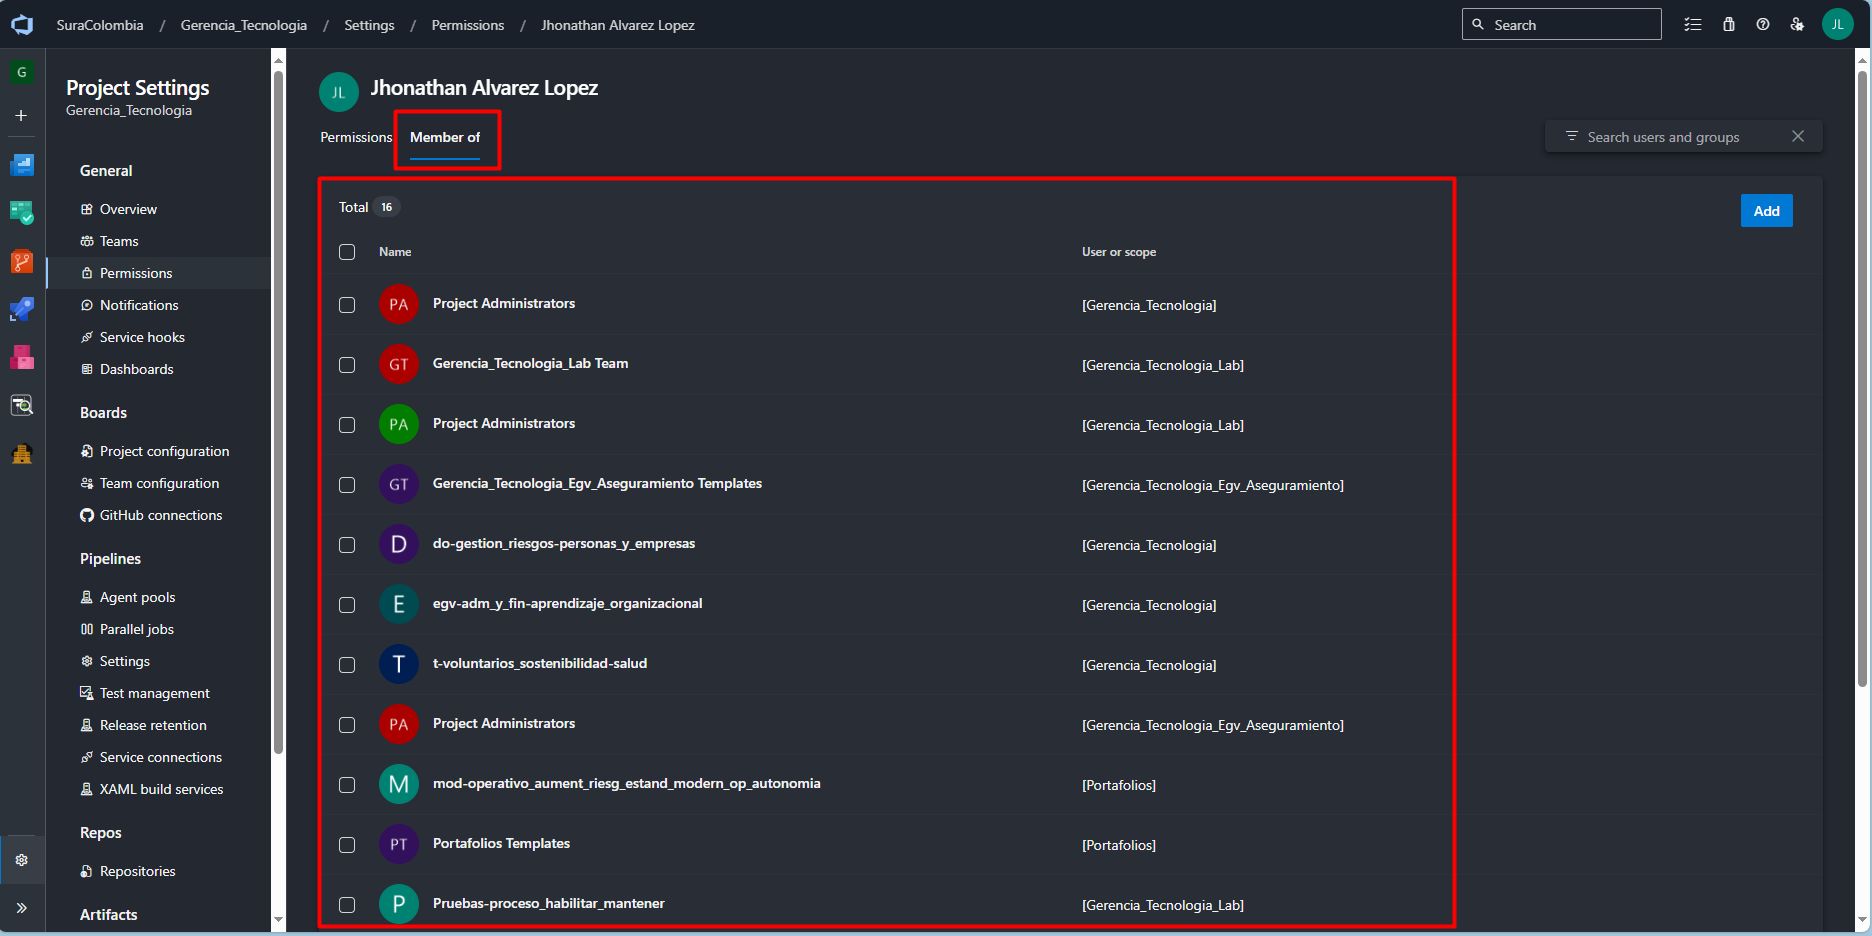 SuraColombia / Gerencia_Tecnologia / Settings / Permissions / Jhonathan Alvarez Lopez
Search
JL
G
Project Settings
Gerencia_Tecnologia
General
Overview
Teams
Permissions
Notifications
Service hooks
Dashboards
Boards
Project configuration
Team configuration
GitHub connections
Pipelines
Agent pools
Parallel jobs
Settings
Test management
Release retention
Service connections
XAML build services
Repos
Repositories
Artifacts
JL
Jhonathan Alvarez Lopez
Permissions Member of
Search users and groups
Total 16
Add
Name User or scope
PA Project Administrators [Gerencia_Tecnologia]
GT Gerencia_Tecnologia_Lab Team [Gerencia_Tecnologia_Lab]
PA Project Administrators [Gerencia_Tecnologia_Lab]
GT Gerencia_Tecnologia_Egv_Aseguramiento Templates [Gerencia_Tecnologia_Egv_Aseguramiento]
D do-gestion_riesgos-personas_y_empresas [Gerencia_Tecnologia]
E egv-adm_y_fin-aprendizaje_organizacional [Gerencia_Tecnologia]
T t-voluntarios_sostenibilidad-salud [Gerencia_Tecnologia]
PA Project Administrators [Gerencia_Tecnologia_Egv_Aseguramiento]
M mod-operativo_aument_riesg_estand_modern_op_autonomia [Portafolios]
PT Portafolios Templates [Portafolios]
P Pruebas-proceso_habilitar_mantener [Gerencia_Tecnologia_Lab]